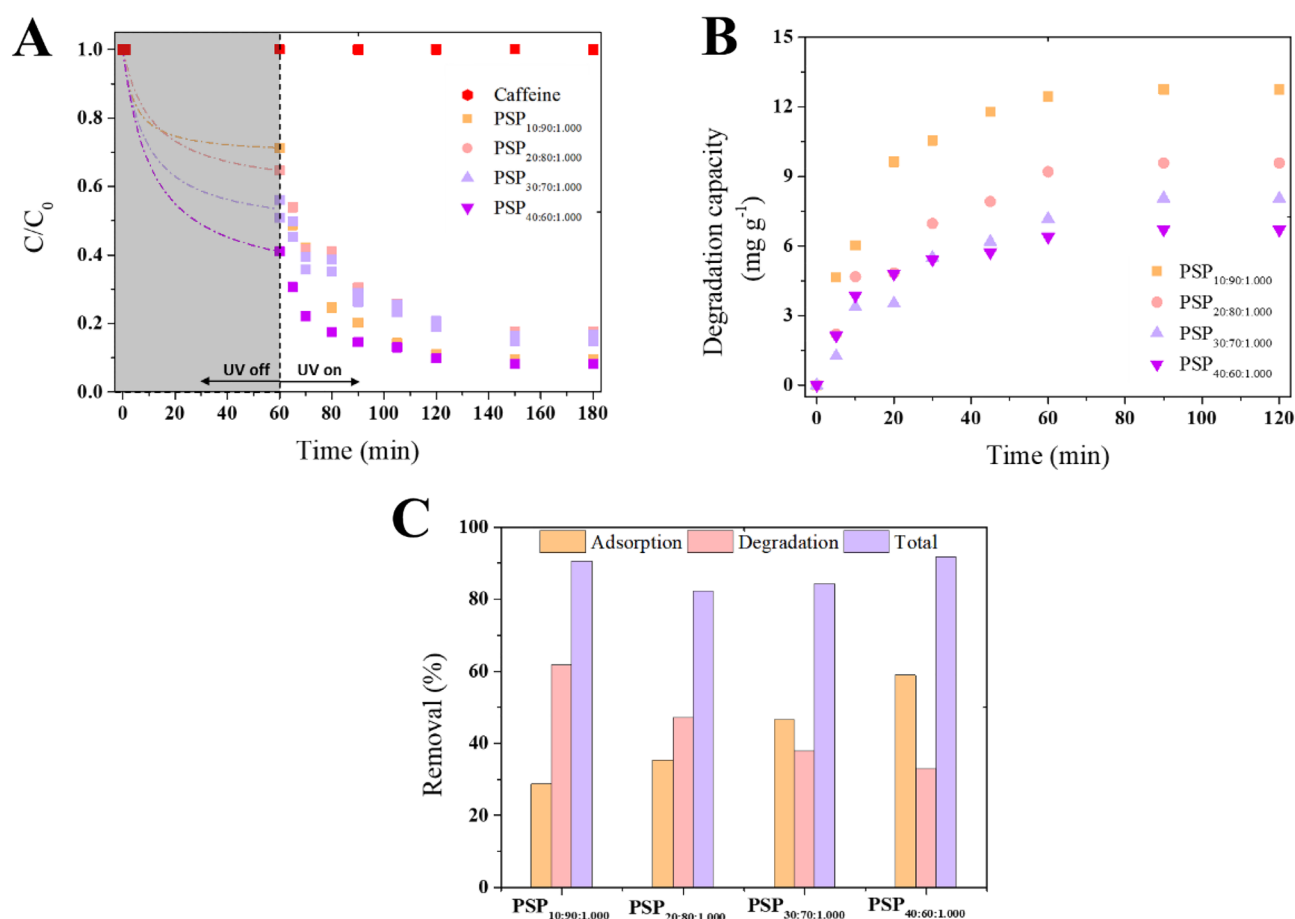 A
C/C0
1.0
0.8
0.6
0.4
0.2
0.0
Caffeine
PSP10:90:1.000
PSP20:80:1.000
PSP30:70:1.000
PSP40:60:1.000
UV off
UV on
0 20 40 60 80 100 120 140 160 180
Time (min)
B
Degradation capacity
(mg g-1)
15
12
9
6
3
0
PSP10:90:1.000
PSP20:80:1.000
PSP30:70:1.000
PSP40:60:1.000
0 20 40 60 80 100 120
Time (min)
C
Removal (%)
100
80
60
40
20
0
Adsorption Degradation Total
PSP10:90:1.000 PSP20:80:1.000 PSP30:70:1.000 PSP40:60:1.000